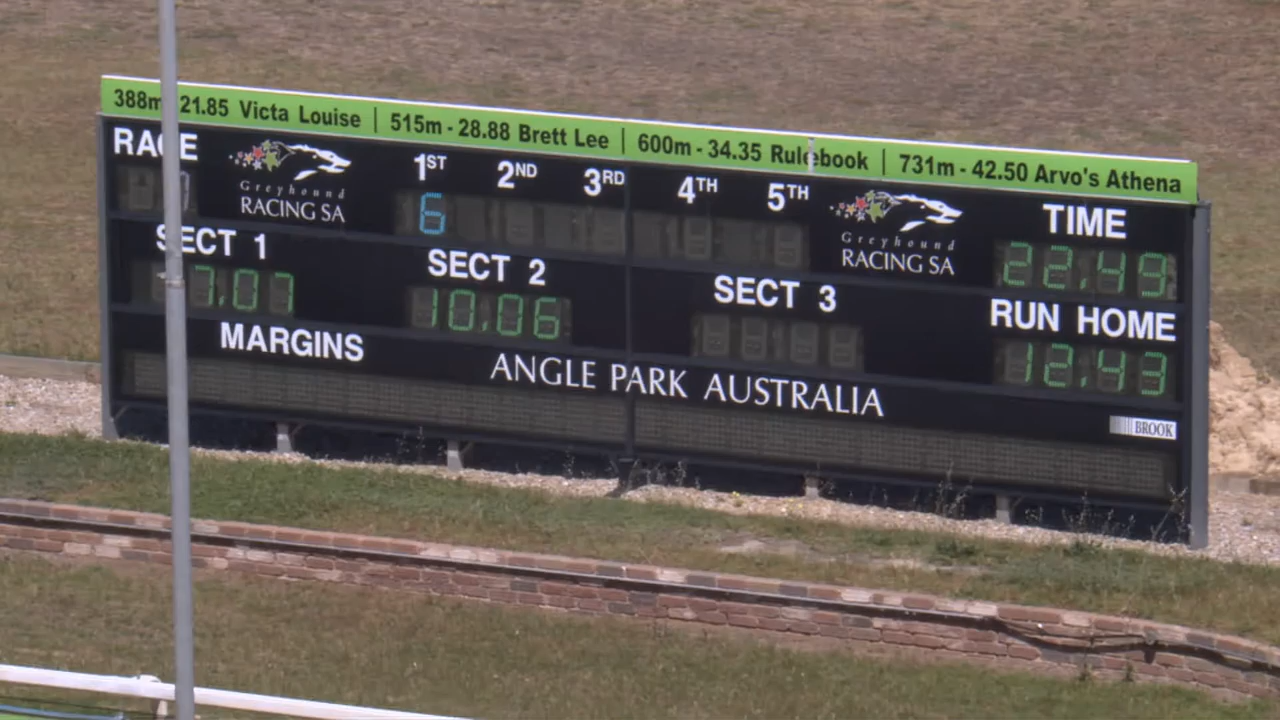 388m 21.85 Victa Louise | 515m - 28.88 Brett Lee | 600m - 34.35 Rulebook | 731m - 42.50 Arvo's Athena
RACE
Greyhound
RACING SA
1ST 2ND 3RD 4TH 5TH
6
Greyhound
RACING SA
TIME
22.49
SECT 1
7.07
SECT 2
10.06
SECT 3
RUN HOME
12.43
MARGINS
ANGLE PARK AUSTRALIA
BROOK